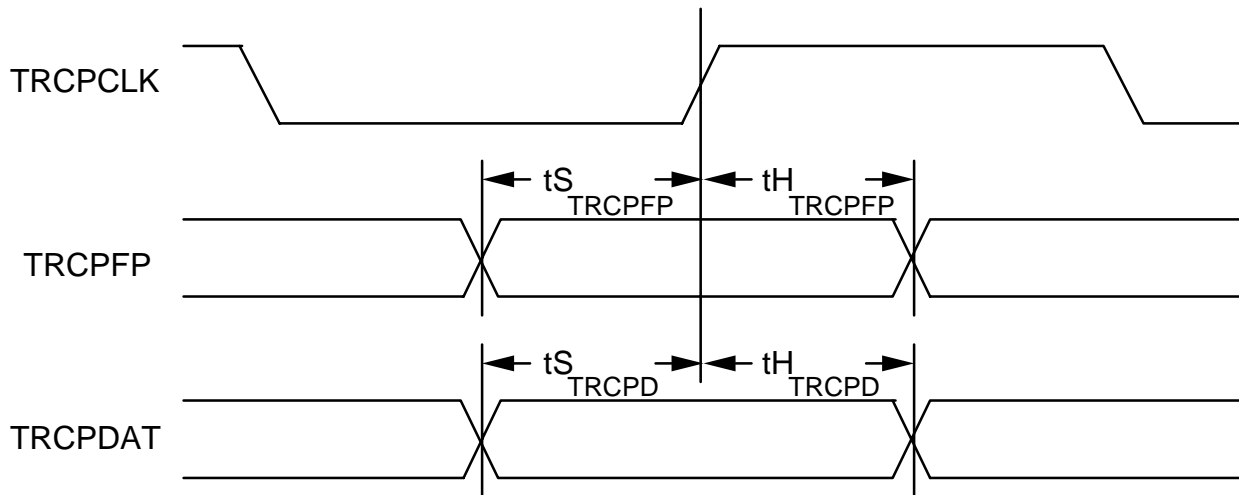 TRCPCLK
tS TRCPFP tH TRCPFP
TRCPFP
tS TRCPD tH TRCPD
TRCPDAT